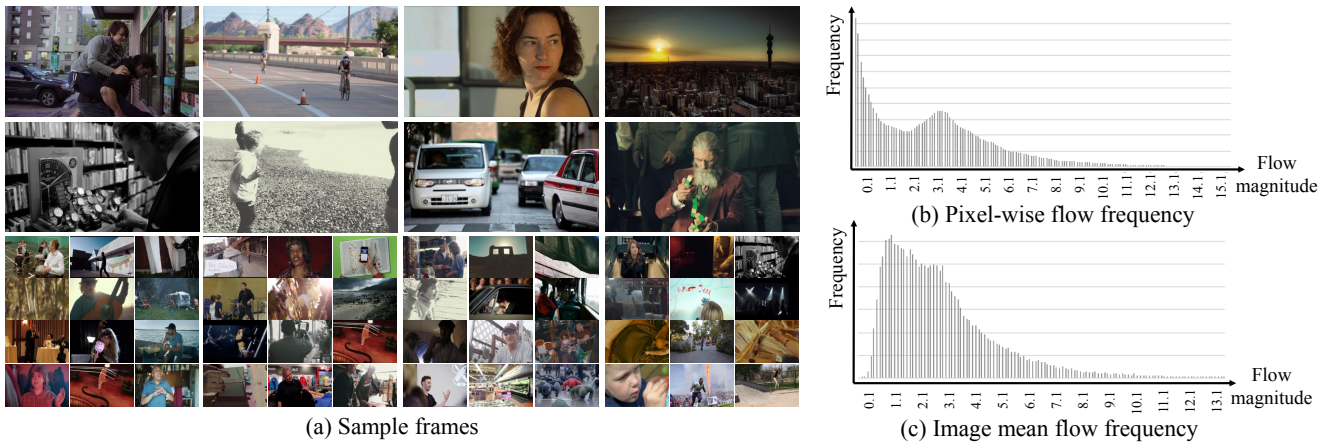 Frequency
0.1 1.1 2.1 3.1 4.1 5.1 6.1 7.1 8.1 9.1 10.1 11.1 12.1 13.1 14.1 15.1
Flow
magnitude
(b) Pixel-wise flow frequency
Frequency
0.1 1.1 2.1 3.1 4.1 5.1 6.1 7.1 8.1 9.1 10.1 11.1 12.1 13.1
Flow
magnitude
(a) Sample frames
(c) Image mean flow frequency